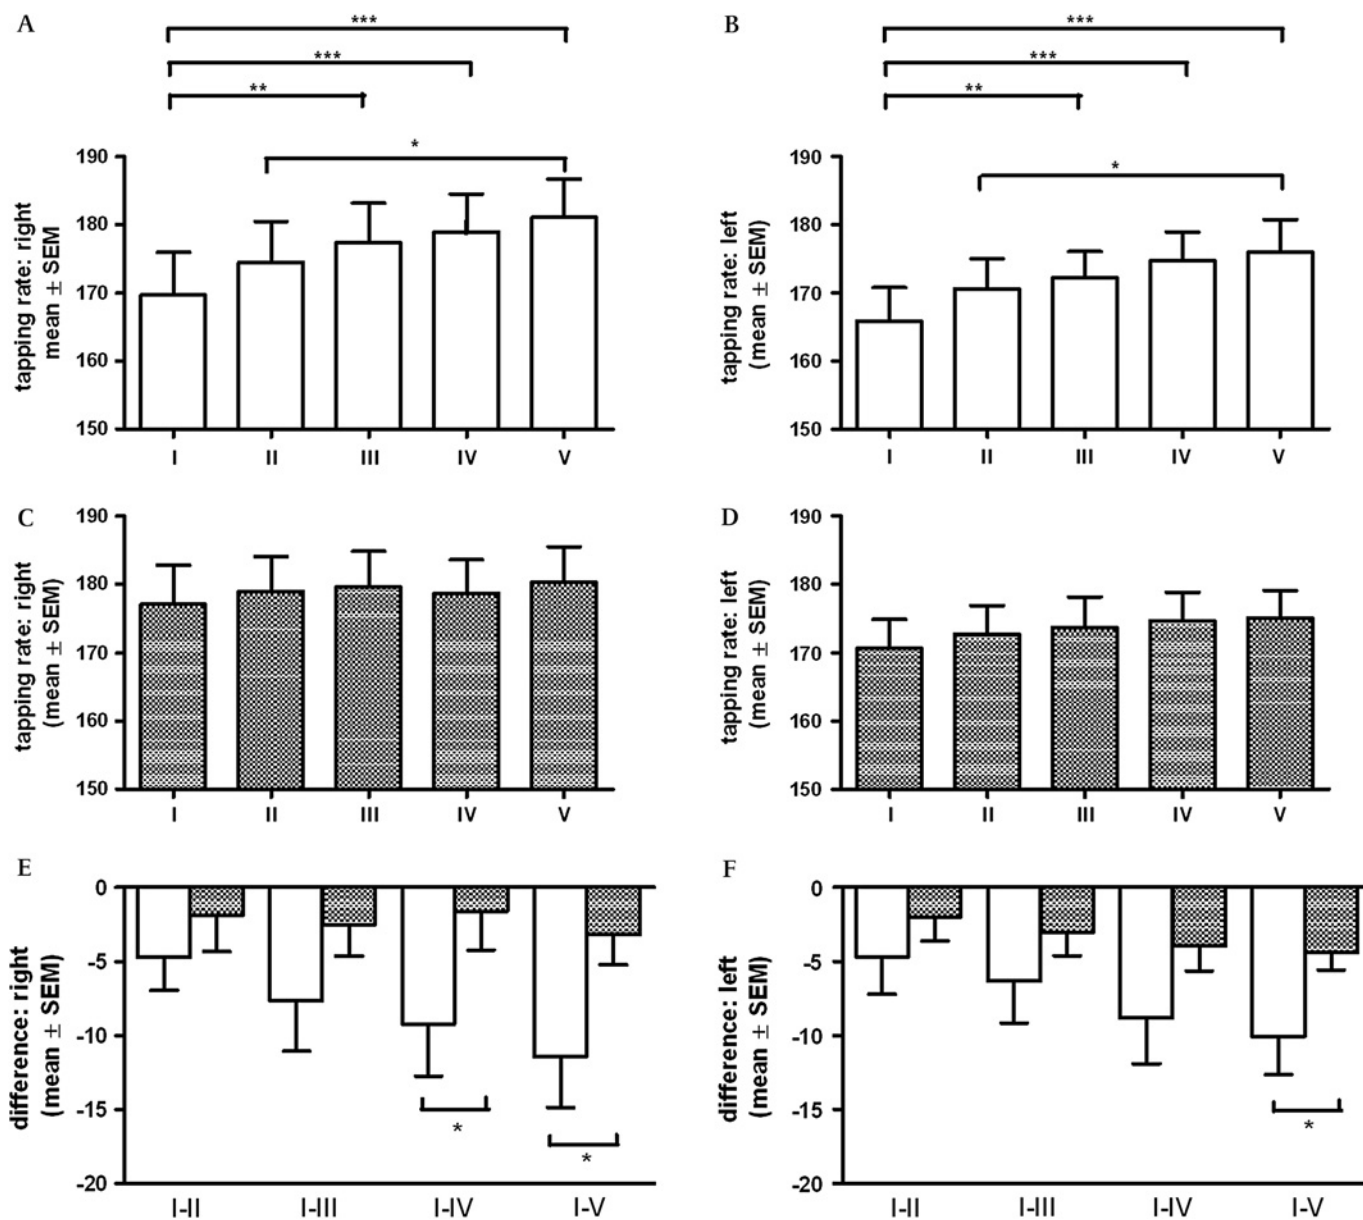 A
***
***
**
*
190
180
170
160
150
tapping rate: right
mean ± SEM
I II III IV V
B
***
***
**
*
190
180
170
160
150
tapping rate: left
(mean ± SEM)
I II III IV V
C
190
180
170
160
150
tapping rate: right
(mean ± SEM)
I II III IV V
D
190
180
170
160
150
tapping rate: left
(mean ± SEM)
I II III IV V
E
0
-5
-10
-15
-20
difference: right
(mean ± SEM)
*
*
I-II I-III I-IV I-V
F
0
-5
-10
-15
-20
difference: left
(mean ± SEM)
*
I-II I-III I-IV I-V